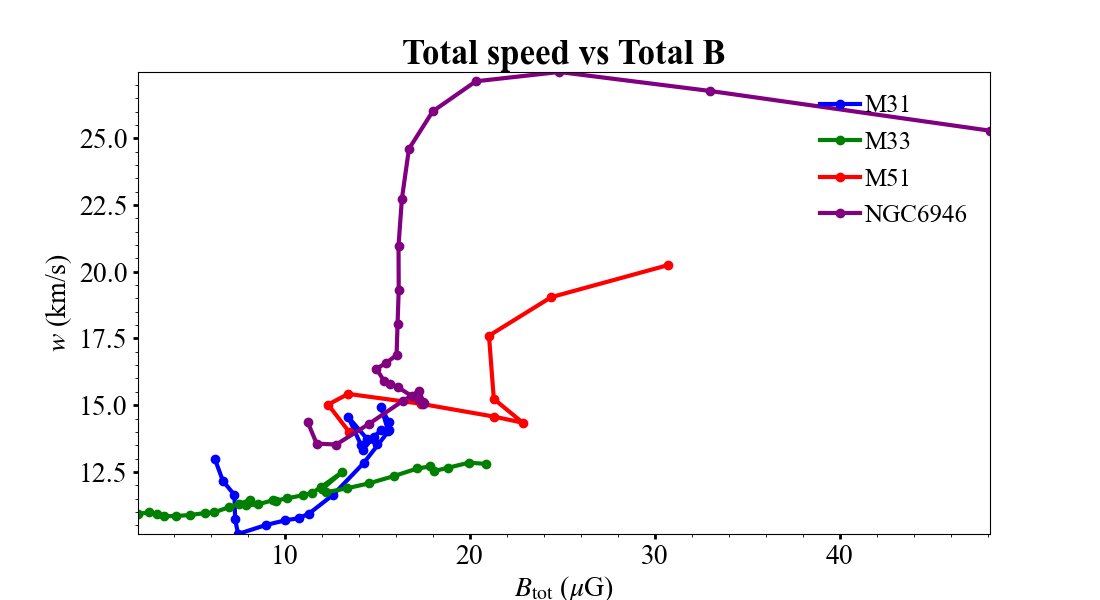 Total speed vs Total B
w (km/s)
25.0
22.5
20.0
17.5
15.0
12.5
M31
M33
M51
NGC6946
10 20 30 40
B_tot (μG)